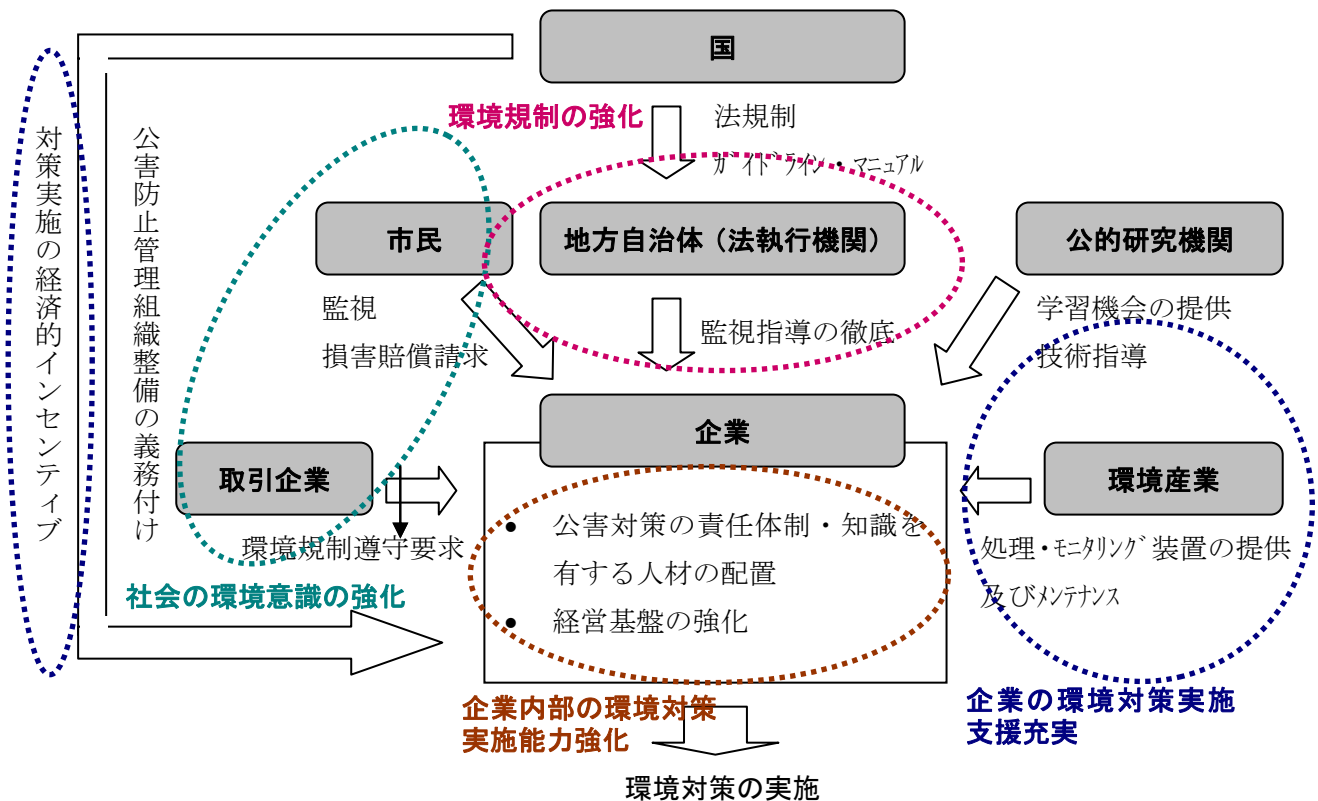 国
環境規制の強化
法規制
ガイドライン・マニュアル
対策実施の経済的インセンティブ
公害防止管理組織整備の義務付け
市民
地方自治体（法執行機関）
公的研究機関
監視
損害賠償請求
監視指導の徹底
学習機会の提供
技術指導
企業
取引企業
環境産業
環境規制遵守要求
• 公害対策の責任体制・知識を
有する人材の配置
• 経営基盤の強化
処理・モニタリング装置の提供
及びメンテナンス
社会の環境意識の強化
企業内部の環境対策
実施能力強化
企業の環境対策実施
支援充実
環境対策の実施